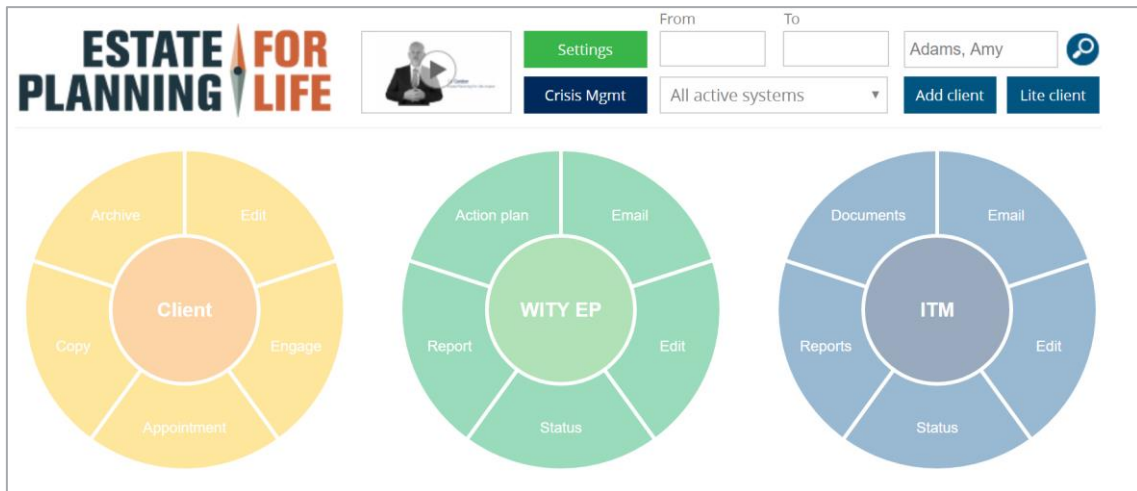 ESTATE FOR
PLANNING LIFE
Settings
Crisis Mgmt
From
To
All active systems
Adams, Amy
Add client
Lite client
Archive
Edit
Client
Copy
Engage
Appointment
Action plan
Email
WITY EP
Report
Edit
Status
Documents
Email
ITM
Reports
Edit
Status